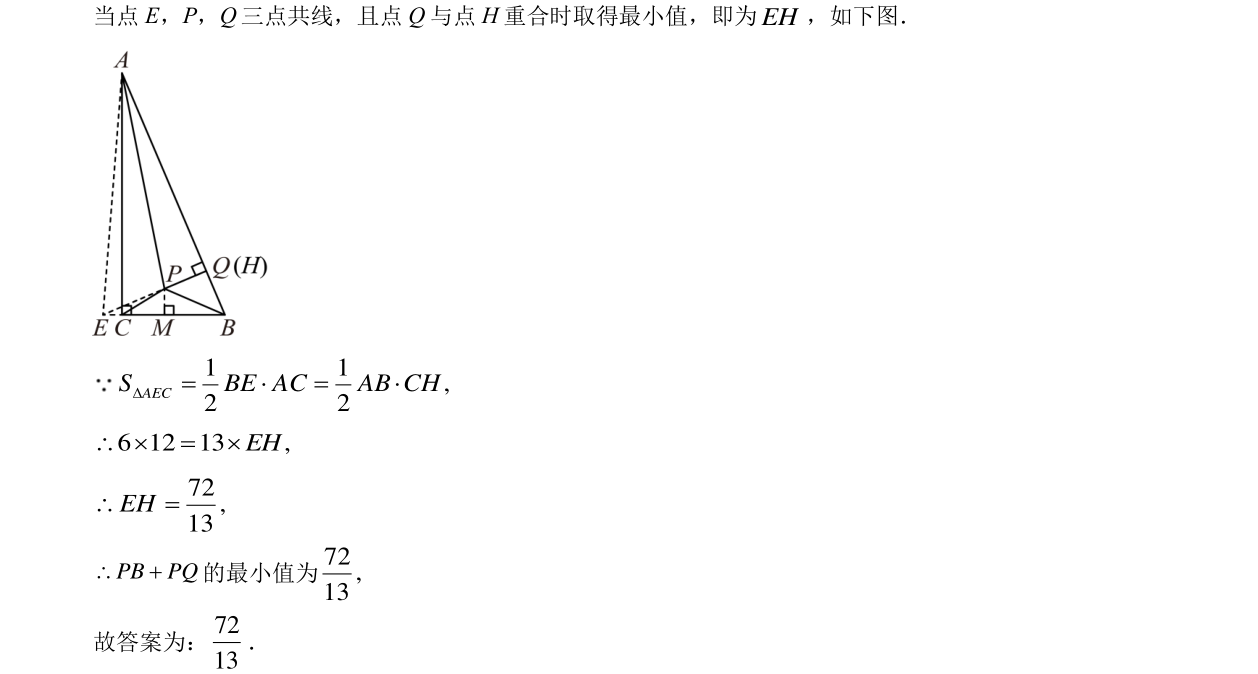 当点 E，P，Q 三点共线，且点 Q 与点 H 重合时取得最小值，即为 EH ，如下图．
A
P
Q(H)
E C M B
∵ S△AEC = 1/2 BE · AC = 1/2 AB · CH ,
∴ 6×12 = 13× EH ,
∴ EH = 72/13 ,
∴ PB + PQ 的最小值为 72/13 ,
故答案为： 72/13 ．